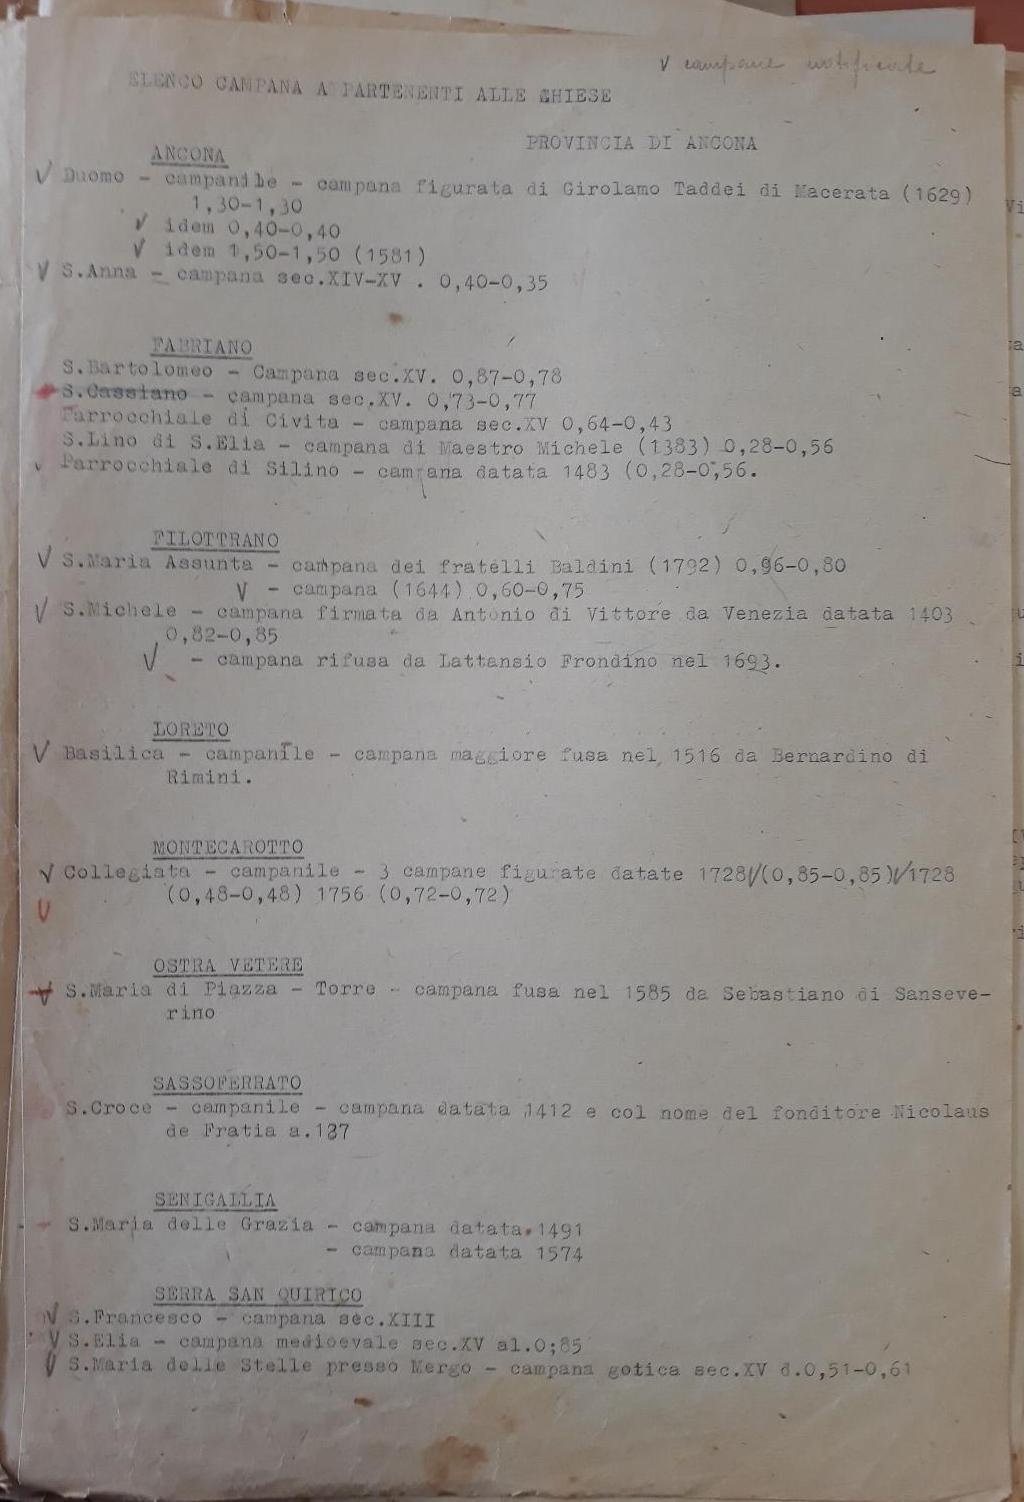 V campane notificate
ELENCO CAMPANA APPARTENENTI ALLE CHIESE
PROVINCIA DI ANCONA
ANCONA
V Duomo - campanile - campana figurata di Girolamo Taddei di Macerata (1629)
1,30-1,30
V idem 0,40-0,40
V idem 1,50-1,50 (1581)
V S.Anna - campana sec.XIV-XV . 0,40-0,35
FABRIANO
S.Bartolomeo - Campana sec.XV. 0,87-0,78
S.Cassiano - campana sec.XV. 0,73-0,77
Parrocchiale di Civita - campana sec.XV 0,64-0,43
S.Lino di S.Elia - campana di Maestro Michele (1383) 0,28-0,56
V Parrocchiale di Silino - campana datata 1483 (0,28-0,56.
FILOTTRANO
V S.Maria Assunta - campana dei fratelli Baldini (1792) 0,96-0,80
V - campana (1644) 0,60-0,75
V S.Michele - campana firmata da Antonio di Vittore da Venezia datata 1403
0,82-0,85
V - campana rifusa da Lattansio Frondino nel 1693.
LORETO
V Basilica - campanile - campana maggiore fusa nel 1516 da Bernardino di
Rimini.
MONTECAROTTO
V Collegiata - campanile - 3 campane figurate datate 1728 V (0,85-0,85) V 1728
V (0,48-0,48) 1756 (0,72-0,72)
OSTRA VETERE
V S.Maria di Piazza - Torre - campana fusa nel 1585 da Sebastiano di Sanseve-
rino
SASSOFERRATO
S.Croce - campanile - campana datata 1412 e col nome del fonditore Nicolaus
de Fratia a.137
SENIGALLIA
- S.Maria delle Grazia - campana datata 1491
- campana datata 1574
SERRA SAN QUIRICO
V S.Francesco - campana sec.XIII
V S.Elia - campana medioevale sec.XV al.0;85
V S.Maria delle Stelle presso Mergo - campana gotica sec.XV d.0,51-0,61